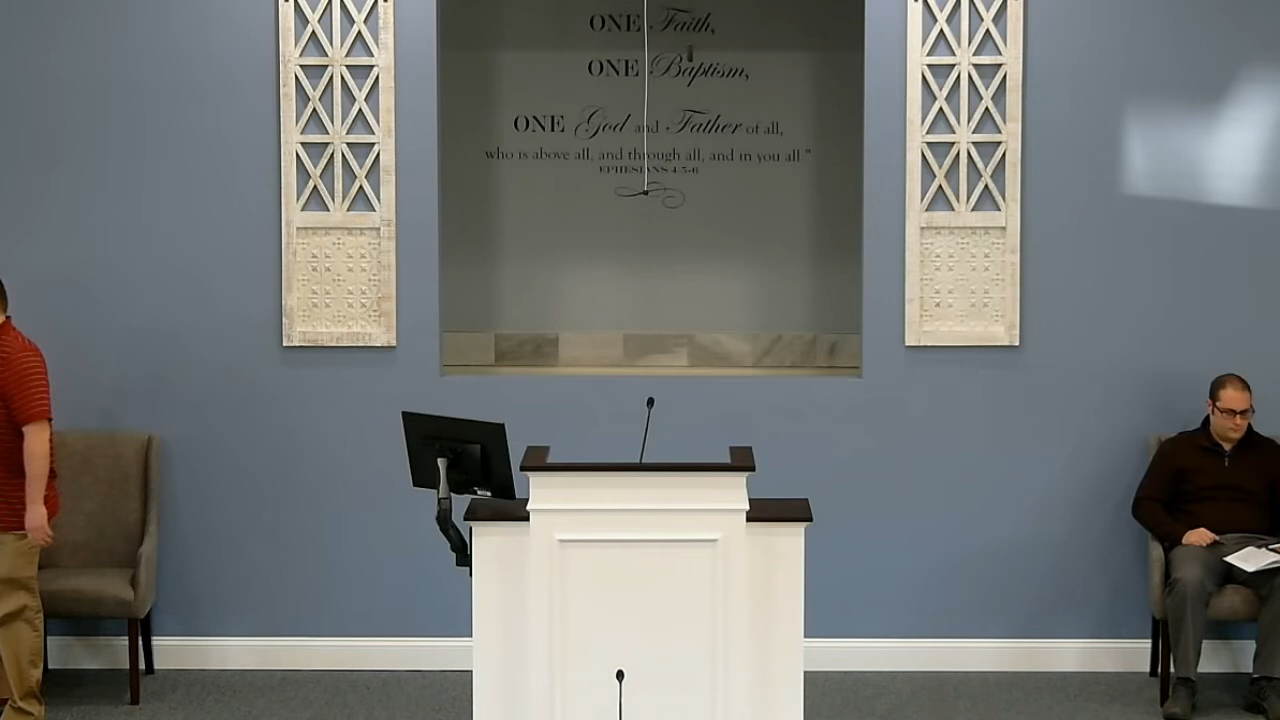 ONE Faith,
ONE Baptism,
ONE God and Father of all,
who is above all, and through all, and in you all"
EPHESIANS 4:5-6